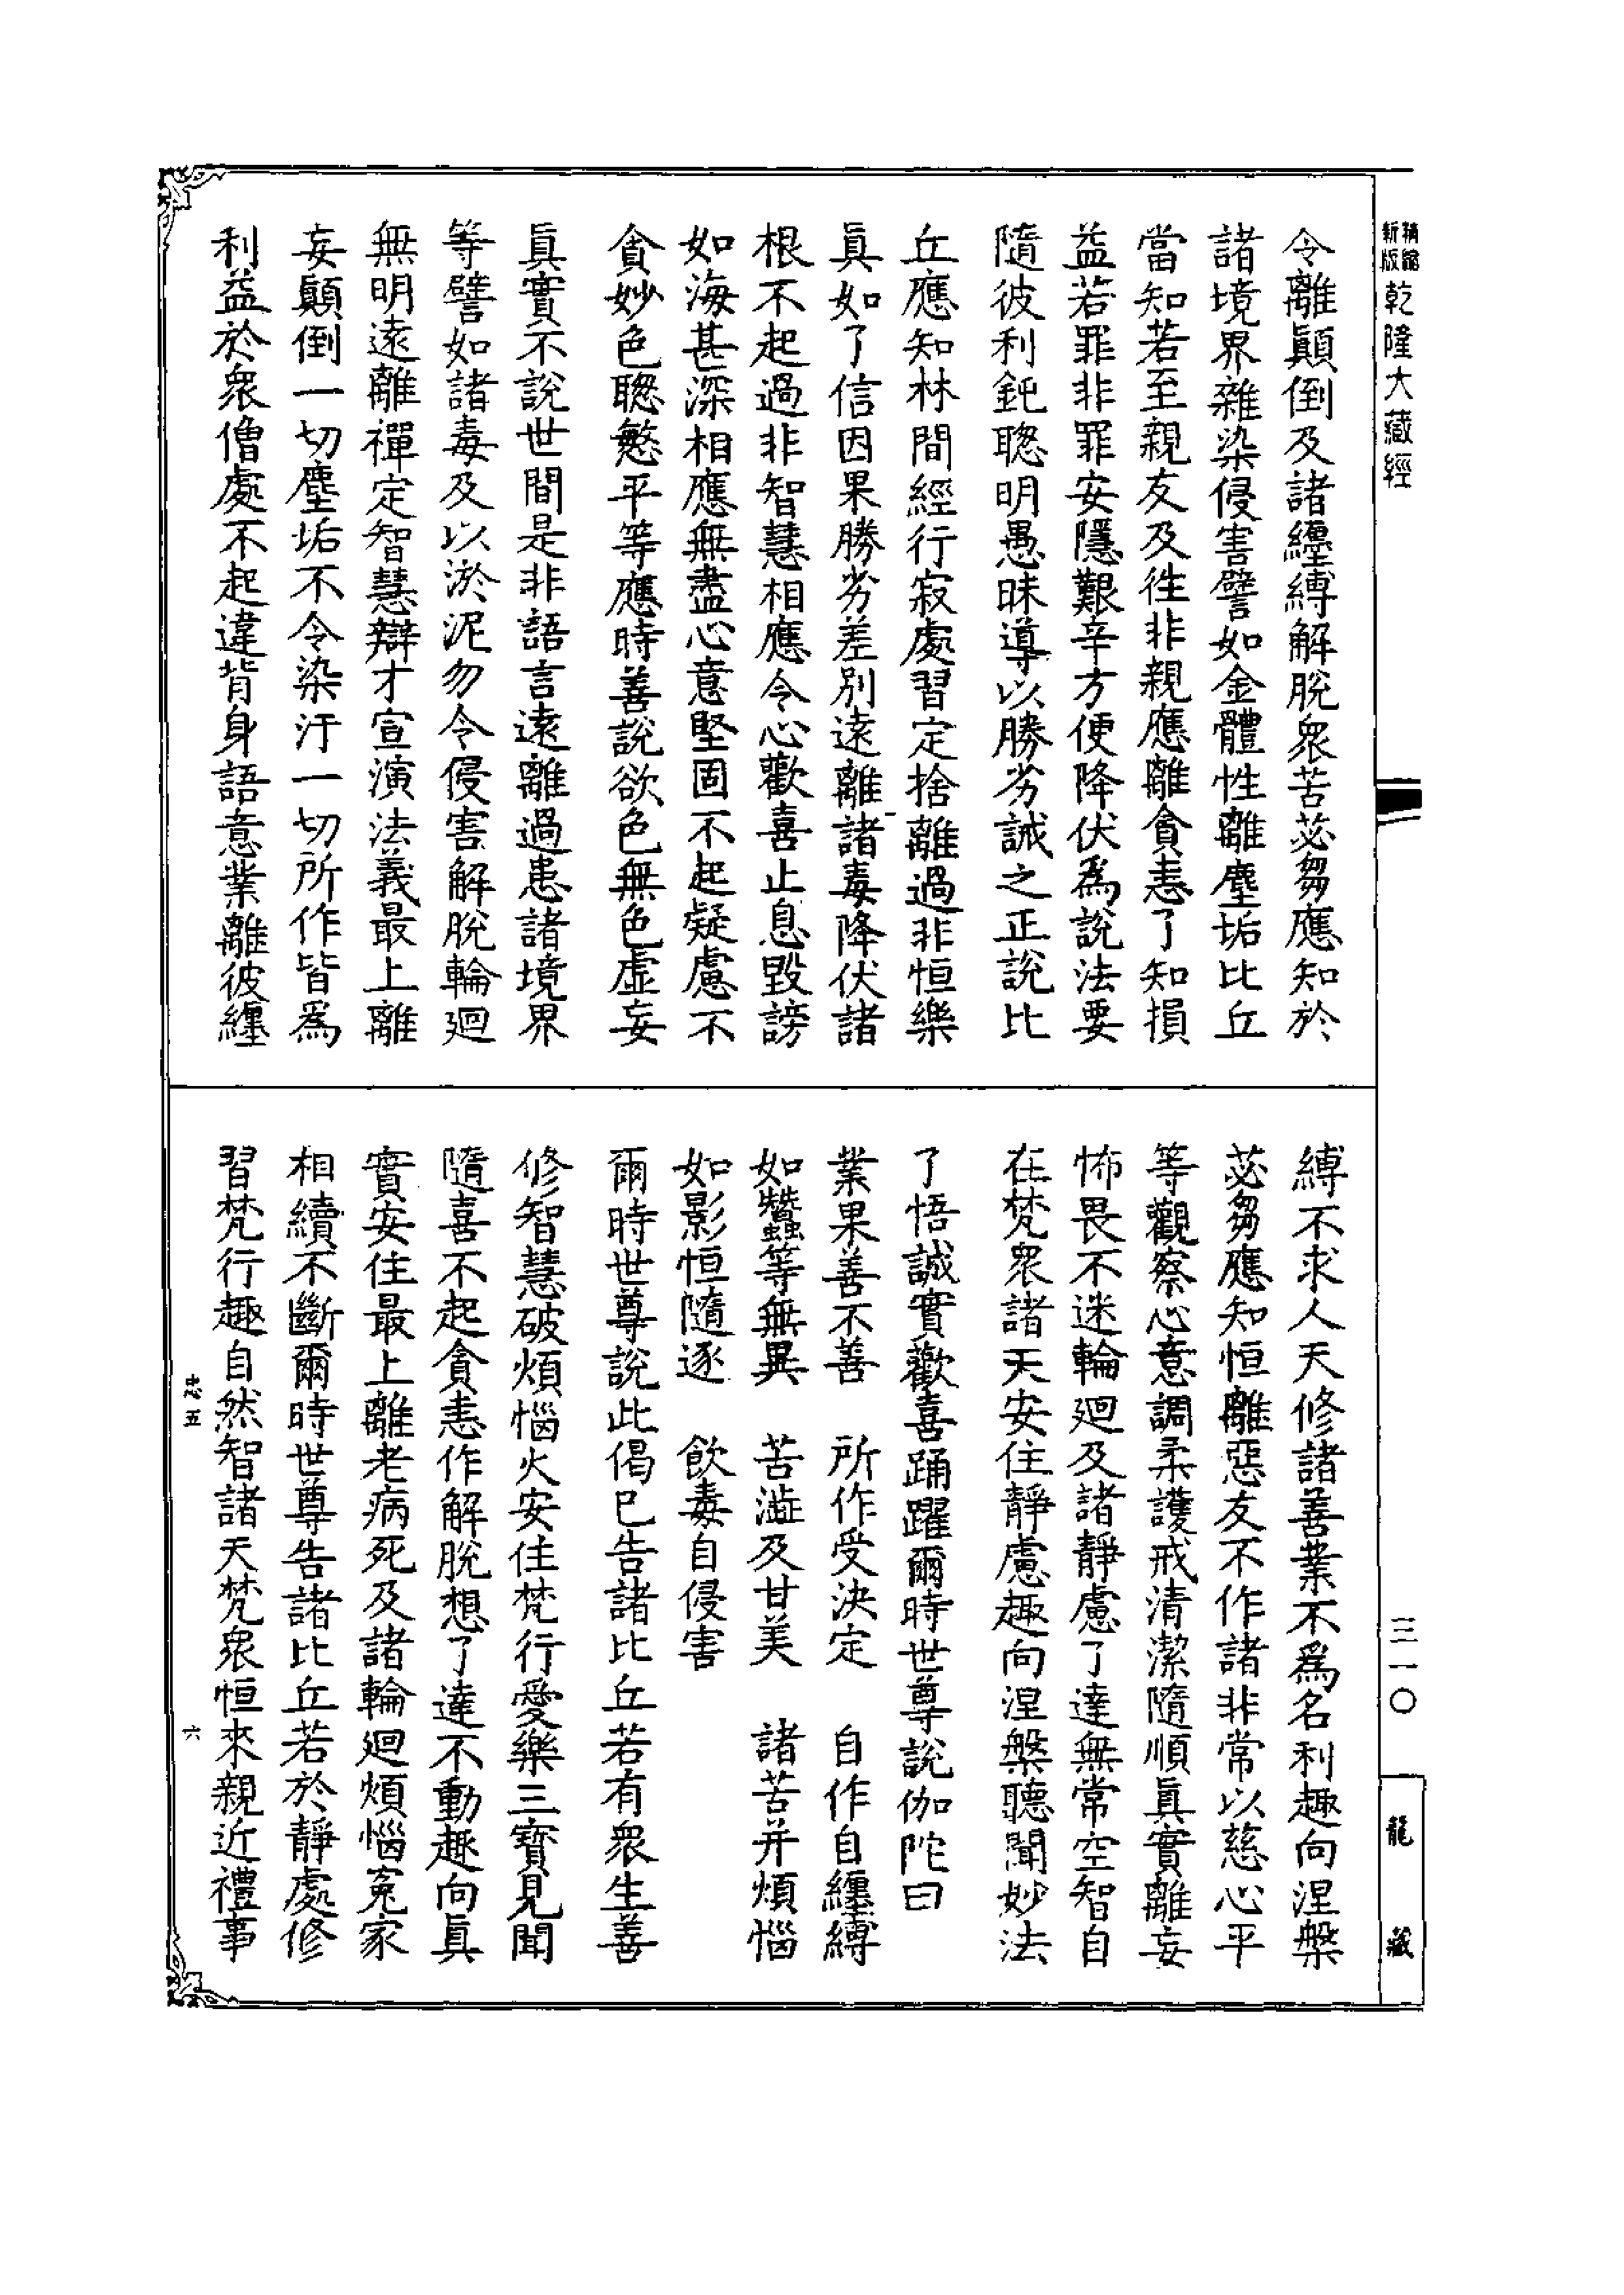 精縮
新版
乾隆大藏經
令離顚倒及諸纏縛解脫衆苦苾芻應知於
諸境界雜染侵害譬如金體性離塵垢比丘
當知若至親友及徃非親應離貪恚了知損
益若罪非罪安隱艱辛方便降伏爲說法要
隨彼利鈍聰明愚昧導以勝劣誠之正說比
丘應知林間經行寂處習定捨離過非恒樂
眞如了信因果勝劣差別遠離諸毒降伏諸
根不起過非智慧相應令心歡喜止息毀謗
如海甚深相應無盡心意堅固不起疑慮不
貪妙色聰慜平等應時善說欲色無色虛妄
眞實不說世間是非語言遠離過患諸境界
等譬如諸毒及以淤泥勿令侵害解脫輪廻
無明遠離禪定智慧辯才宣演法義最上離
妄顚倒一切塵垢不令染汙一切所作皆爲
利益於衆僧處不起違背身語意業離彼纏
縛不求人天修諸善業不爲名利趣向涅槃
苾芻應知恒離惡友不作諸非常以慈心平
等觀察心意調柔護戒清潔隨順眞實離妄
怖畏不迷輪廻及諸靜慮了達無常空智自
在梵衆諸天安住靜慮趣向涅槃聽聞妙法
了悟誠實歡喜踊躍爾時世尊說伽陀曰
業果善不善　所作受決定　自作自纏縛
如蠶等無異　苦澁及甘美　諸苦并煩惱
如影恒隨逐　飲毒自侵害
爾時世尊說此偈已告諸比丘若有衆生善
修智慧破煩惱火安住梵行愛樂三寳見聞
隨喜不起貪恚作解脫想了達不動趣向眞
實安住最上離老病死及諸輪廻煩惱寃家
相續不斷爾時世尊告諸比丘若於靜處修
習梵行趣自然智諸天梵衆恒來親近禮事
忠五
六
三一〇
龍藏